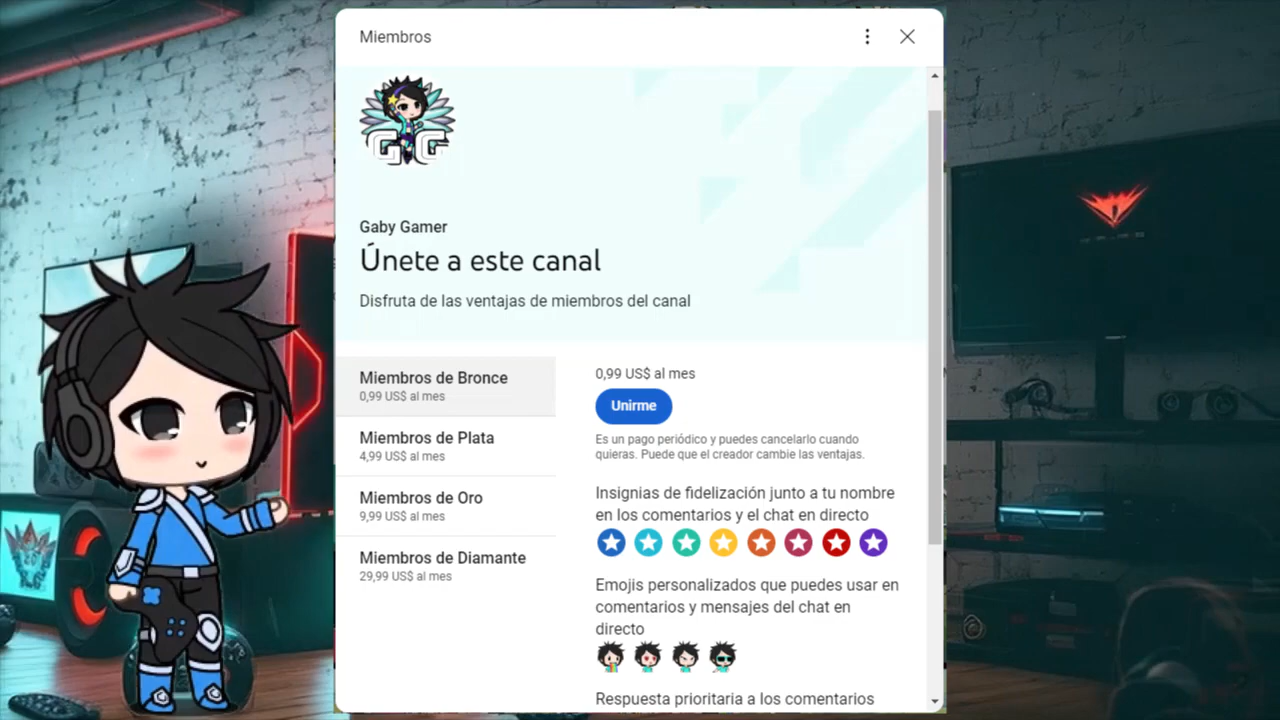 Miembros
GG
Gaby Gamer
Únete a este canal
Disfruta de las ventajas de miembros del canal
Miembros de Bronce
0,99 US$ al mes
Miembros de Plata
4,99 US$ al mes
Miembros de Oro
9,99 US$ al mes
Miembros de Diamante
29,99 US$ al mes
0,99 US$ al mes
Unirme
Es un pago periódico y puedes cancelarlo cuando
quieras. Puede que el creador cambie las ventajas.
Insignias de fidelización junto a tu nombre
en los comentarios y el chat en directo
Emojis personalizados que puedes usar en
comentarios y mensajes del chat en
directo
Respuesta prioritaria a los comentarios